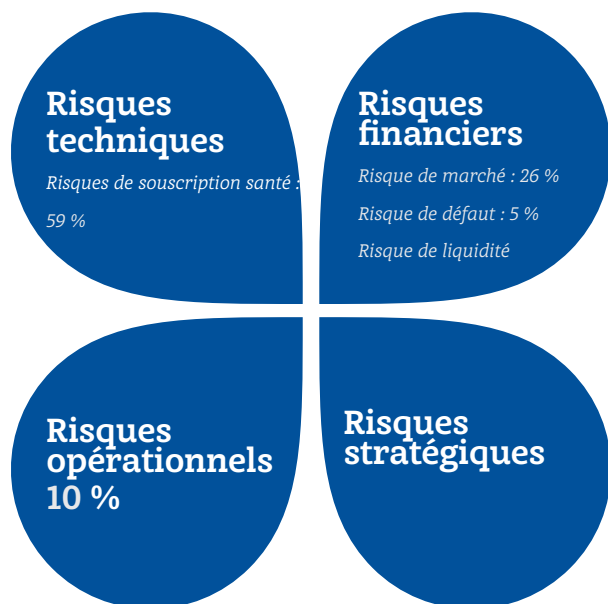 Risques
techniques
Risques de souscription santé :
59 %
Risques
financiers
Risque de marché : 26 %
Risque de défaut : 5 %
Risque de liquidité
Risques
opérationnels
10 %
Risques
stratégiques